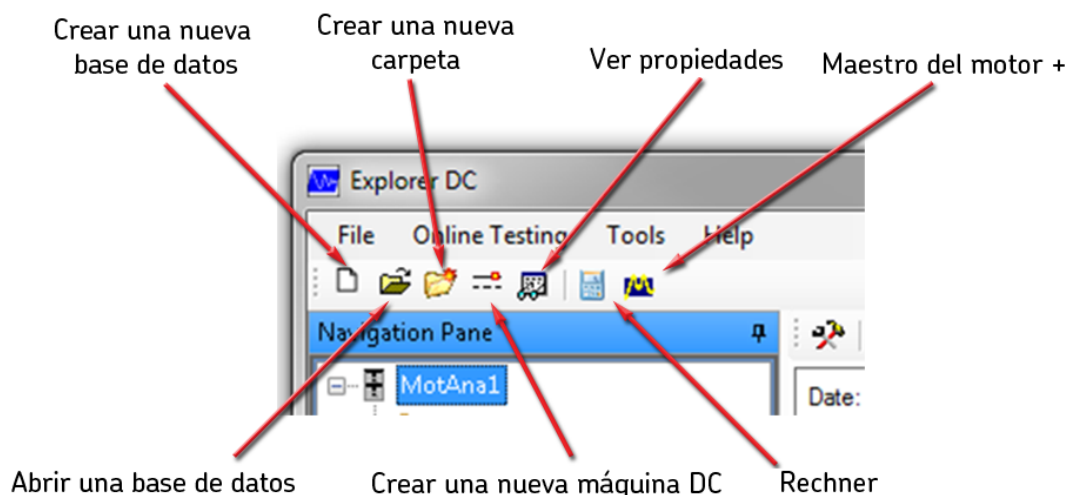 Crear una nueva
base de datos
Crear una nueva
carpeta
Ver propiedades
Maestro del motor +
Explorer DC
File Online Testing Tools Help
Navigation Pane
MotAna1
Date:
Abrir una base de datos
Crear una nueva máquina DC
Rechner